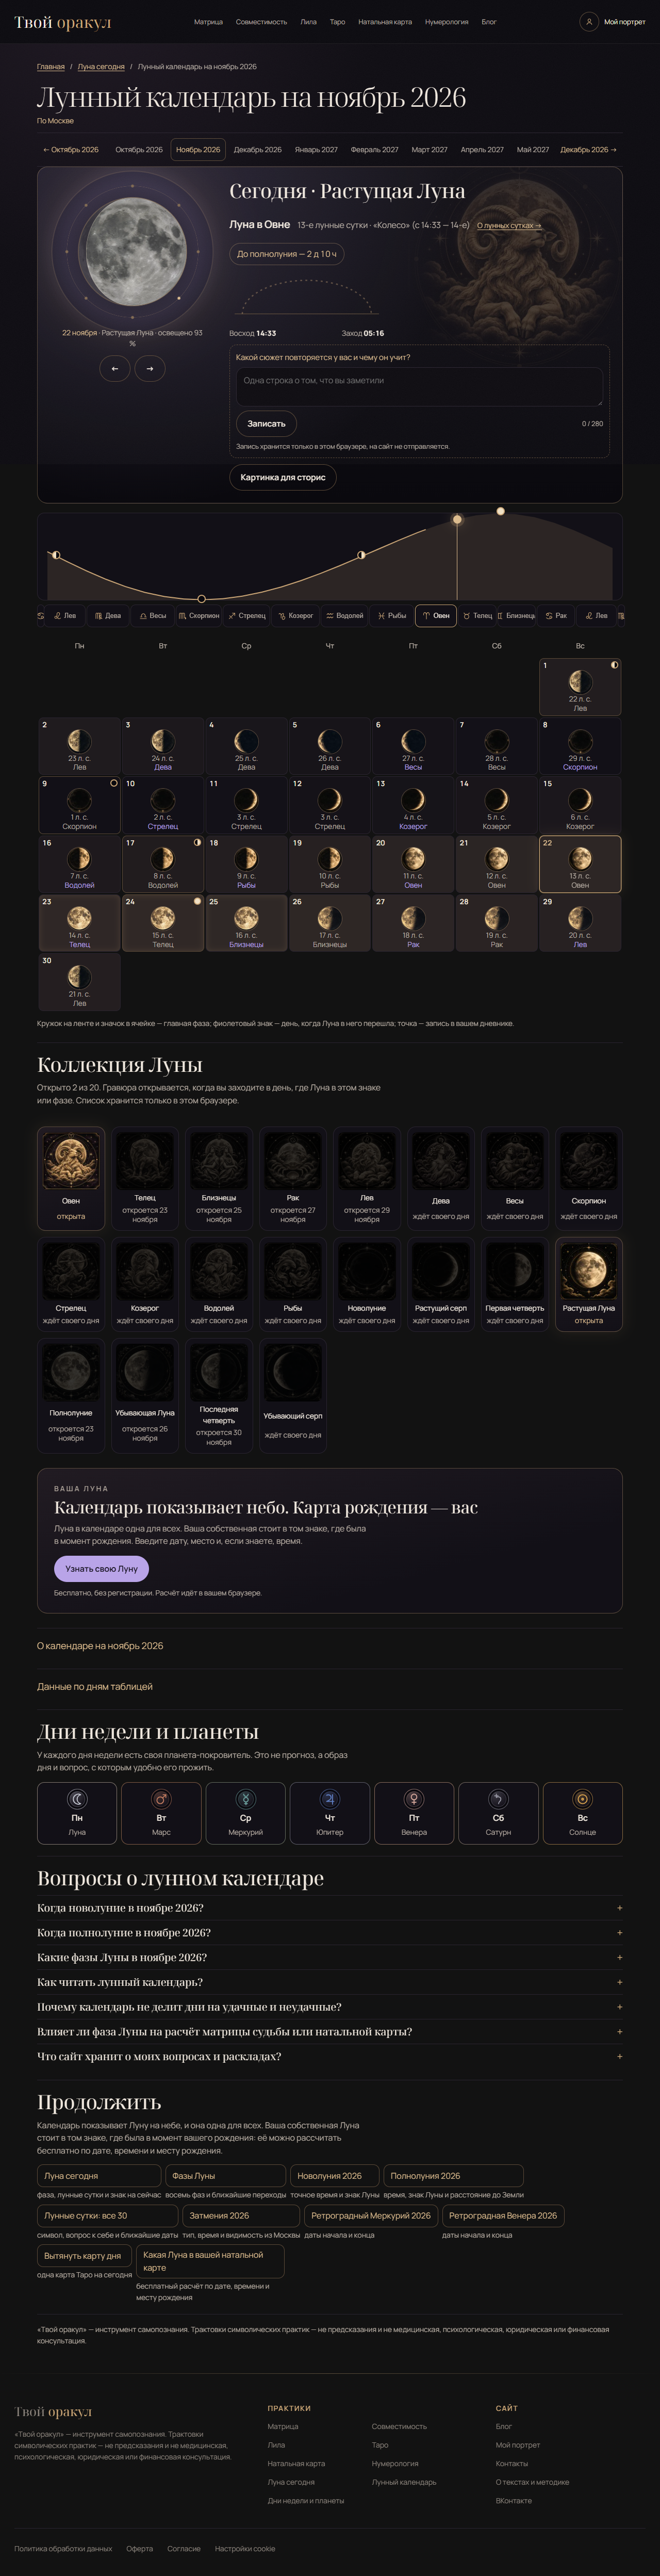 Твой оракул
Матрица Совместимость Лила Таро Натальная карта Нумерология Блог
Мой портрет
Главная / Луна сегодня / Лунный календарь на ноябрь 2026
Лунный календарь на ноябрь 2026
По Москве
← Октябрь 2026 Октябрь 2026 Ноябрь 2026 Декабрь 2026 Январь 2027 Февраль 2027 Март 2027 Апрель 2027 Май 2027 Декабрь 2026 →
Сегодня · Растущая Луна
Луна в Овне 13-е лунные сутки · «Колесо» (с 14:33 — 14-е) О лунных сутках →
До полнолуния — 2 д 10 ч
Восход 14:33 Заход 05:16
22 ноября · Растущая Луна · освещено 93
%
← →
Какой сюжет повторяется у вас и чему он учит?
Одна строка о том, что вы заметили
Записать 0 / 280
Запись хранится только в этом браузере, на сайт не отправляется.
Картинка для сторис
Лев Дева Весы Скорпион Стрелец Козерог Водолей Рыбы Овен Телец Близнецы Рак Лев
Пн Вт Ср Чт Пт Сб Вс
1
22 л. с.
Лев
2 3 4 5 6 7 8
23 л. с. 24 л. с. 25 л. с. 26 л. с. 27 л. с. 28 л. с. 29 л. с.
Лев Дева Дева Дева Весы Весы Скорпион
9 10 11 12 13 14 15
1 л. с. 2 л. с. 3 л. с. 3 л. с. 4 л. с. 5 л. с. 6 л. с.
Скорпион Стрелец Стрелец Стрелец Козерог Козерог Козерог
16 17 18 19 20 21 22
7 л. с. 8 л. с. 9 л. с. 10 л. с. 11 л. с. 12 л. с. 13 л. с.
Водолей Водолей Рыбы Рыбы Овен Овен Овен
23 24 25 26 27 28 29
14 л. с. 15 л. с. 16 л. с. 17 л. с. 18 л. с. 19 л. с. 20 л. с.
Телец Телец Близнецы Близнецы Рак Рак Лев
30
21 л. с.
Лев
Кружок на ленте и значок в ячейке — главная фаза; фиолетовый знак — день, когда Луна в него перешла; точка — запись в вашем дневнике.
Коллекция Луны
Открыто 2 из 20. Гравюра открывается, когда вы заходите в день, где Луна в этом знаке
или фазе. Список хранится только в этом браузере.
Овен Телец Близнецы Рак Лев Дева Весы Скорпион
открыта откроется 23 ноября откроется 25 ноября откроется 27 ноября откроется 29 ноября ждёт своего дня ждёт своего дня ждёт своего дня
Стрелец Козерог Водолей Рыбы Новолуние Растущий серп Первая четверть Растущая Луна
ждёт своего дня ждёт своего дня ждёт своего дня ждёт своего дня ждёт своего дня ждёт своего дня ждёт своего дня открыта
Полнолуние Убывающая Луна Последняя четверть Убывающий серп
откроется 23 ноября откроется 26 ноября откроется 30 ноября ждёт своего дня
ВАША ЛУНА
Календарь показывает небо. Карта рождения — вас
Луна в календаре одна для всех. Ваша собственная стоит в том знаке, где была
в момент рождения. Введите дату, место и, если знаете, время.
Узнать свою Луну
Бесплатно, без регистрации. Расчёт идёт в вашем браузере.
О календаре на ноябрь 2026
Данные по дням таблицей
Дни недели и планеты
У каждого дня недели есть своя планета-покровитель. Это не прогноз, а образ
дня и вопрос, с которым удобно его прожить.
Пн Вт Ср Чт Пт Сб Вс
Луна Марс Меркурий Юпитер Венера Сатурн Солнце
Вопросы о лунном календаре
Когда новолуние в ноябре 2026? +
Когда полнолуние в ноябре 2026? +
Какие фазы Луны в ноябре 2026? +
Как читать лунный календарь? +
Почему календарь не делит дни на удачные и неудачные? +
Влияет ли фаза Луны на расчёт матрицы судьбы или натальной карты? +
Что сайт хранит о моих вопросах и раскладах? +
Продолжить
Календарь показывает Луну на небе, и она одна для всех. Ваша собственная Луна
стоит в том знаке, где была в момент вашего рождения: её можно рассчитать
бесплатно по дате, времени и месту рождения.
Луна сегодня Фазы Луны Новолуния 2026 Полнолуния 2026
фаза, лунные сутки и знак на сейчас восемь фаз и ближайшие переходы точное время и знак Луны время, знак Луны и расстояние до Земли
Лунные сутки: все 30 Затмения 2026 Ретроградный Меркурий 2026 Ретроградная Венера 2026
символ, вопрос к себе и ближайшие даты тип, время и видимость из Москвы даты начала и конца даты начала и конца
Вытянуть карту дня Какая Луна в вашей натальной карте
одна карта Таро на сегодня бесплатный расчёт по дате, времени и
месту рождения
«Твой оракул» — инструмент самопознания. Трактовки символических практик — не предсказания и не медицинская, психологическая, юридическая или финансовая
консультация.
Твой оракул ПРАКТИКИ САЙТ
«Твой оракул» — инструмент самопознания. Трактовки
символических практик — не предсказания и не медицинская,
психологическая, юридическая или финансовая консультация.
Матрица Совместимость Блог
Лила Таро Мой портрет
Натальная карта Нумерология Контакты
Луна сегодня Лунный календарь О текстах и методике
Дни недели и планеты ВКонтакте
Политика обработки данных Оферта Согласие Настройки cookie